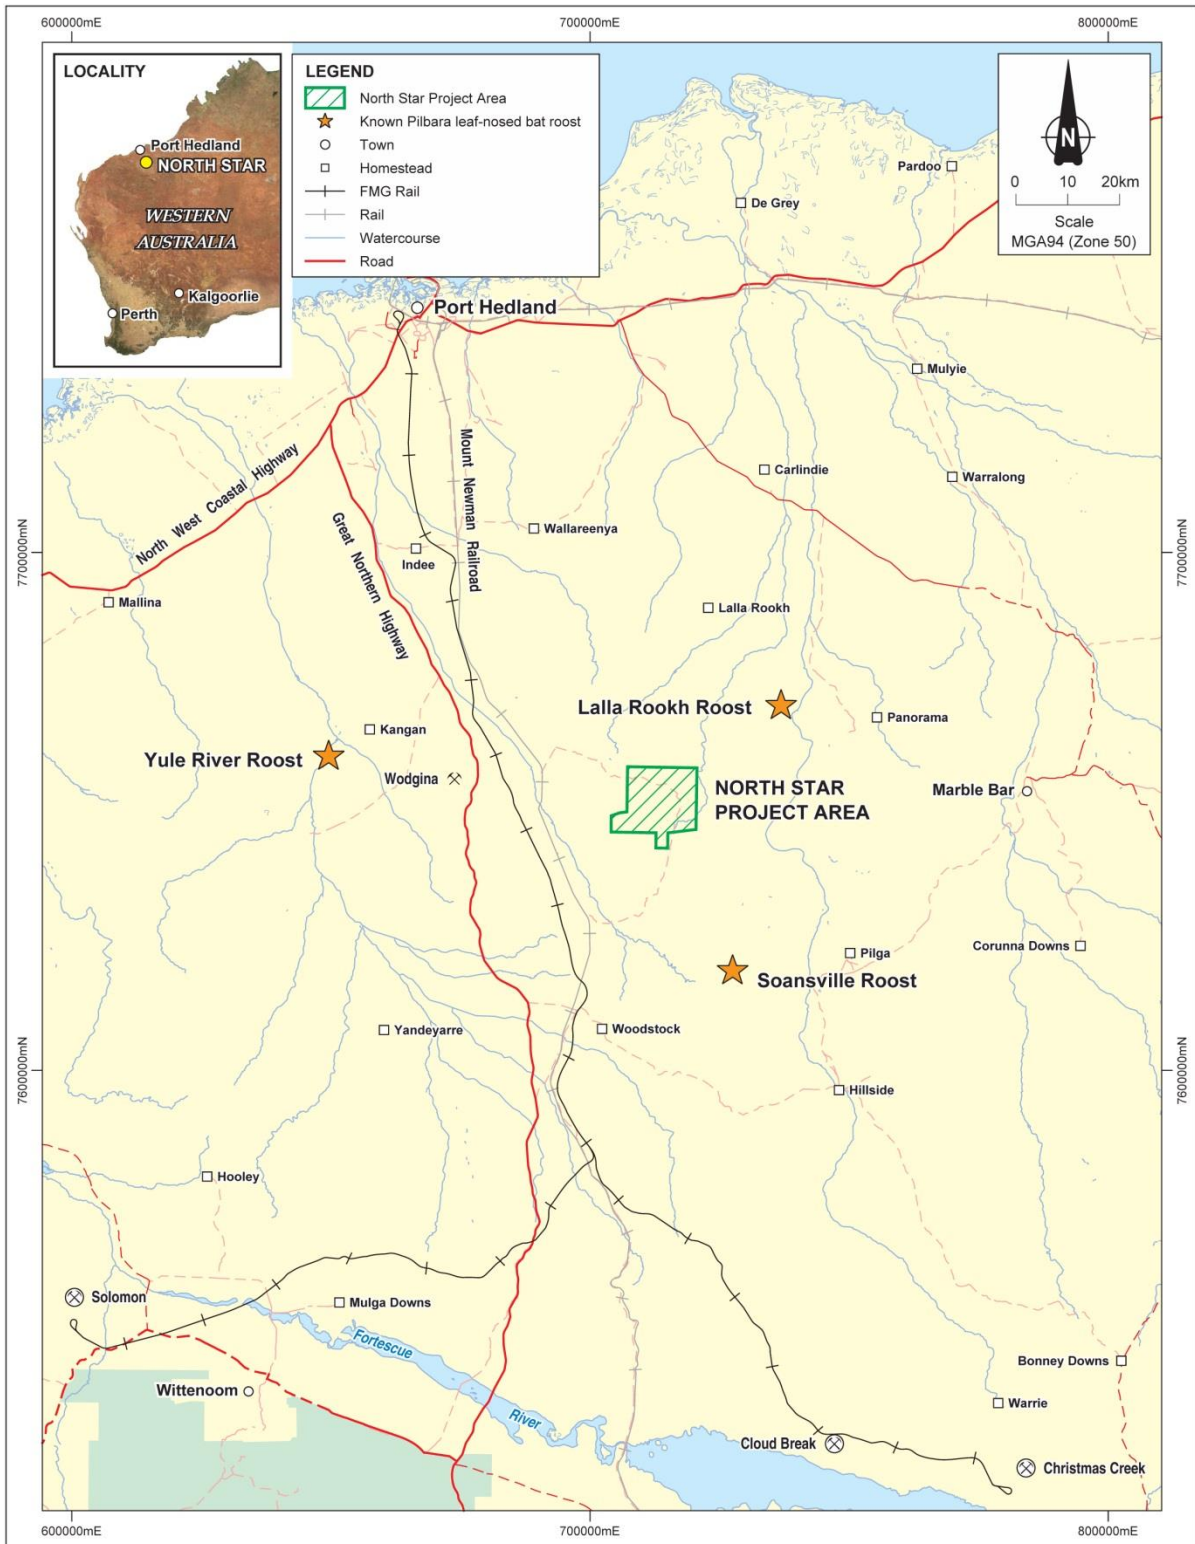 600000mE
700000mE
800000mE
LOCALITY
Port Hedland
NORTH STAR
WESTERN
AUSTRALIA
Kalgoorlie
Perth
LEGEND
North Star Project Area
Known Pilbara leaf-nosed bat roost
Town
Homestead
FMG Rail
Rail
Watercourse
Road
N
0 10 20km
Scale
MGA94 (Zone 50)
Pardoo
De Grey
Port Hedland
Mulyie
Mount Newman Railroad
North West Coastal Highway
Carlindie
Warralong
Great Northern Highway
Wallareenya
Indee
7700000mN
7700000mN
Mallina
Lalla Rookh
Lalla Rookh Roost
Panorama
Kangan
Yule River Roost
Wodgina
NORTH STAR
PROJECT AREA
Marble Bar
Corunna Downs
Pilga
Soansville Roost
Yandeyarre
Woodstock
7600000mN
7600000mN
Hillside
Hooley
Solomon
Mulga Downs
Fortescue
River
Bonney Downs
Wittenoom
Warrie
Cloud Break
Christmas Creek
600000mE
700000mE
800000mE